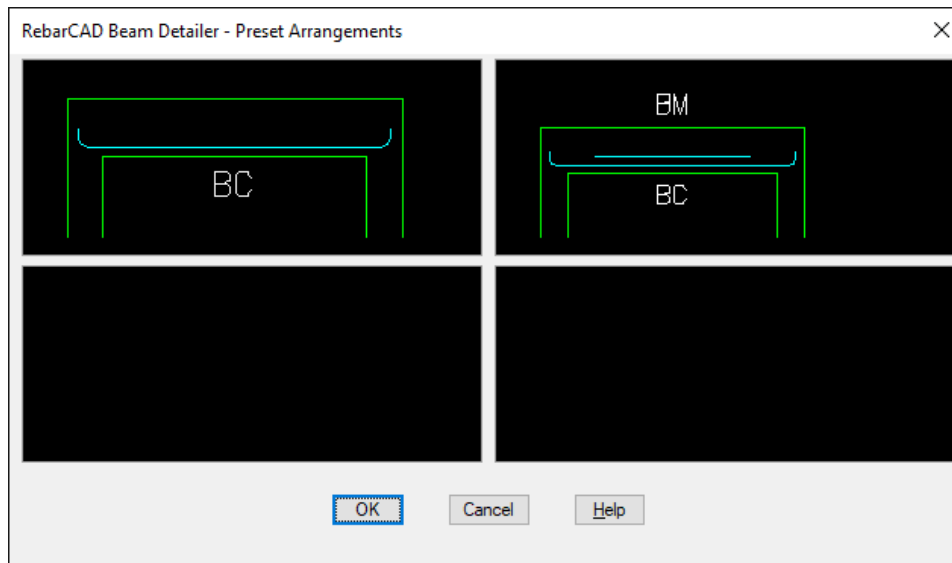 RebarCAD Beam Detailer - Preset Arrangements
BC
BM
BC
OK
Cancel
Help